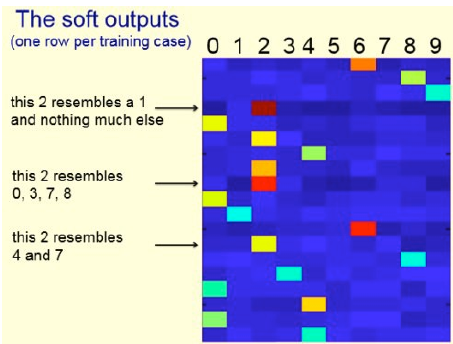 The soft outputs
(one row per training case)
0 1 2 3 4 5 6 7 8 9
this 2 resembles a 1
and nothing much else
this 2 resembles
0, 3, 7, 8
this 2 resembles
4 and 7